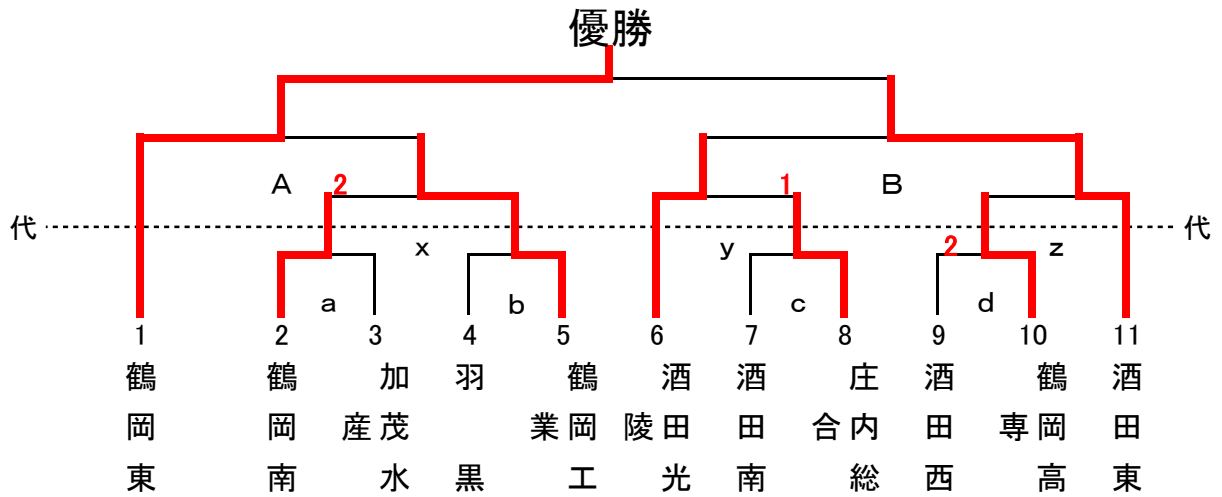 優勝
A 2 1 B
代 代
x y 2 z
a b c d
1 2 3 4 5 6 7 8 9 10 11
鶴岡東
鶴岡南
加茂水産
羽黒
鶴岡工業
酒田光陵
酒田南
庄内総合
酒田西
鶴岡高専
酒田東